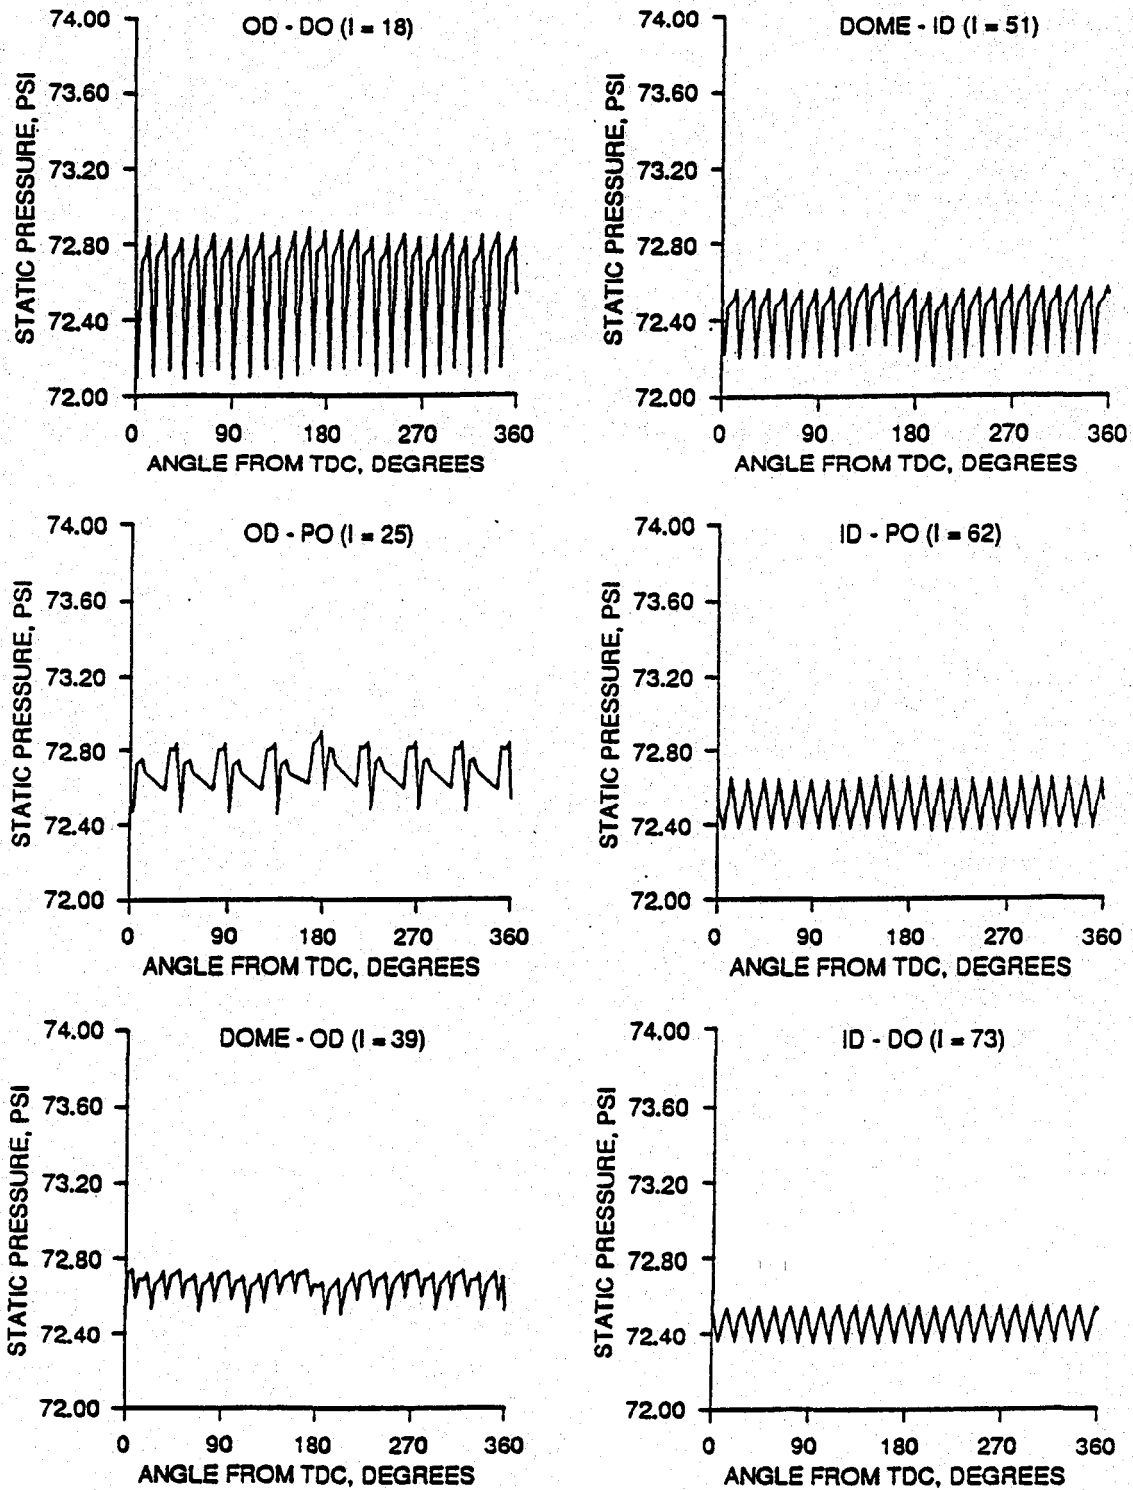 OD - DO (I = 18)
74.00
73.60
73.20
72.80
72.40
72.00
STATIC PRESSURE, PSI
0 90 180 270 360
ANGLE FROM TDC, DEGREES
DOME - ID (I = 51)
74.00
73.60
73.20
72.80
72.40
72.00
STATIC PRESSURE, PSI
0 90 180 270 360
ANGLE FROM TDC, DEGREES
OD - PO (I = 25)
74.00
73.60
73.20
72.80
72.40
72.00
STATIC PRESSURE, PSI
0 90 180 270 360
ANGLE FROM TDC, DEGREES
ID - PO (I = 62)
74.00
73.60
73.20
72.80
72.40
72.00
STATIC PRESSURE, PSI
0 90 180 270 360
ANGLE FROM TDC, DEGREES
DOME - OD (I = 39)
74.00
73.60
73.20
72.80
72.40
72.00
STATIC PRESSURE, PSI
0 90 180 270 360
ANGLE FROM TDC, DEGREES
ID - DO (I = 73)
74.00
73.60
73.20
72.80
72.40
72.00
STATIC PRESSURE, PSI
0 90 180 270 360
ANGLE FROM TDC, DEGREES